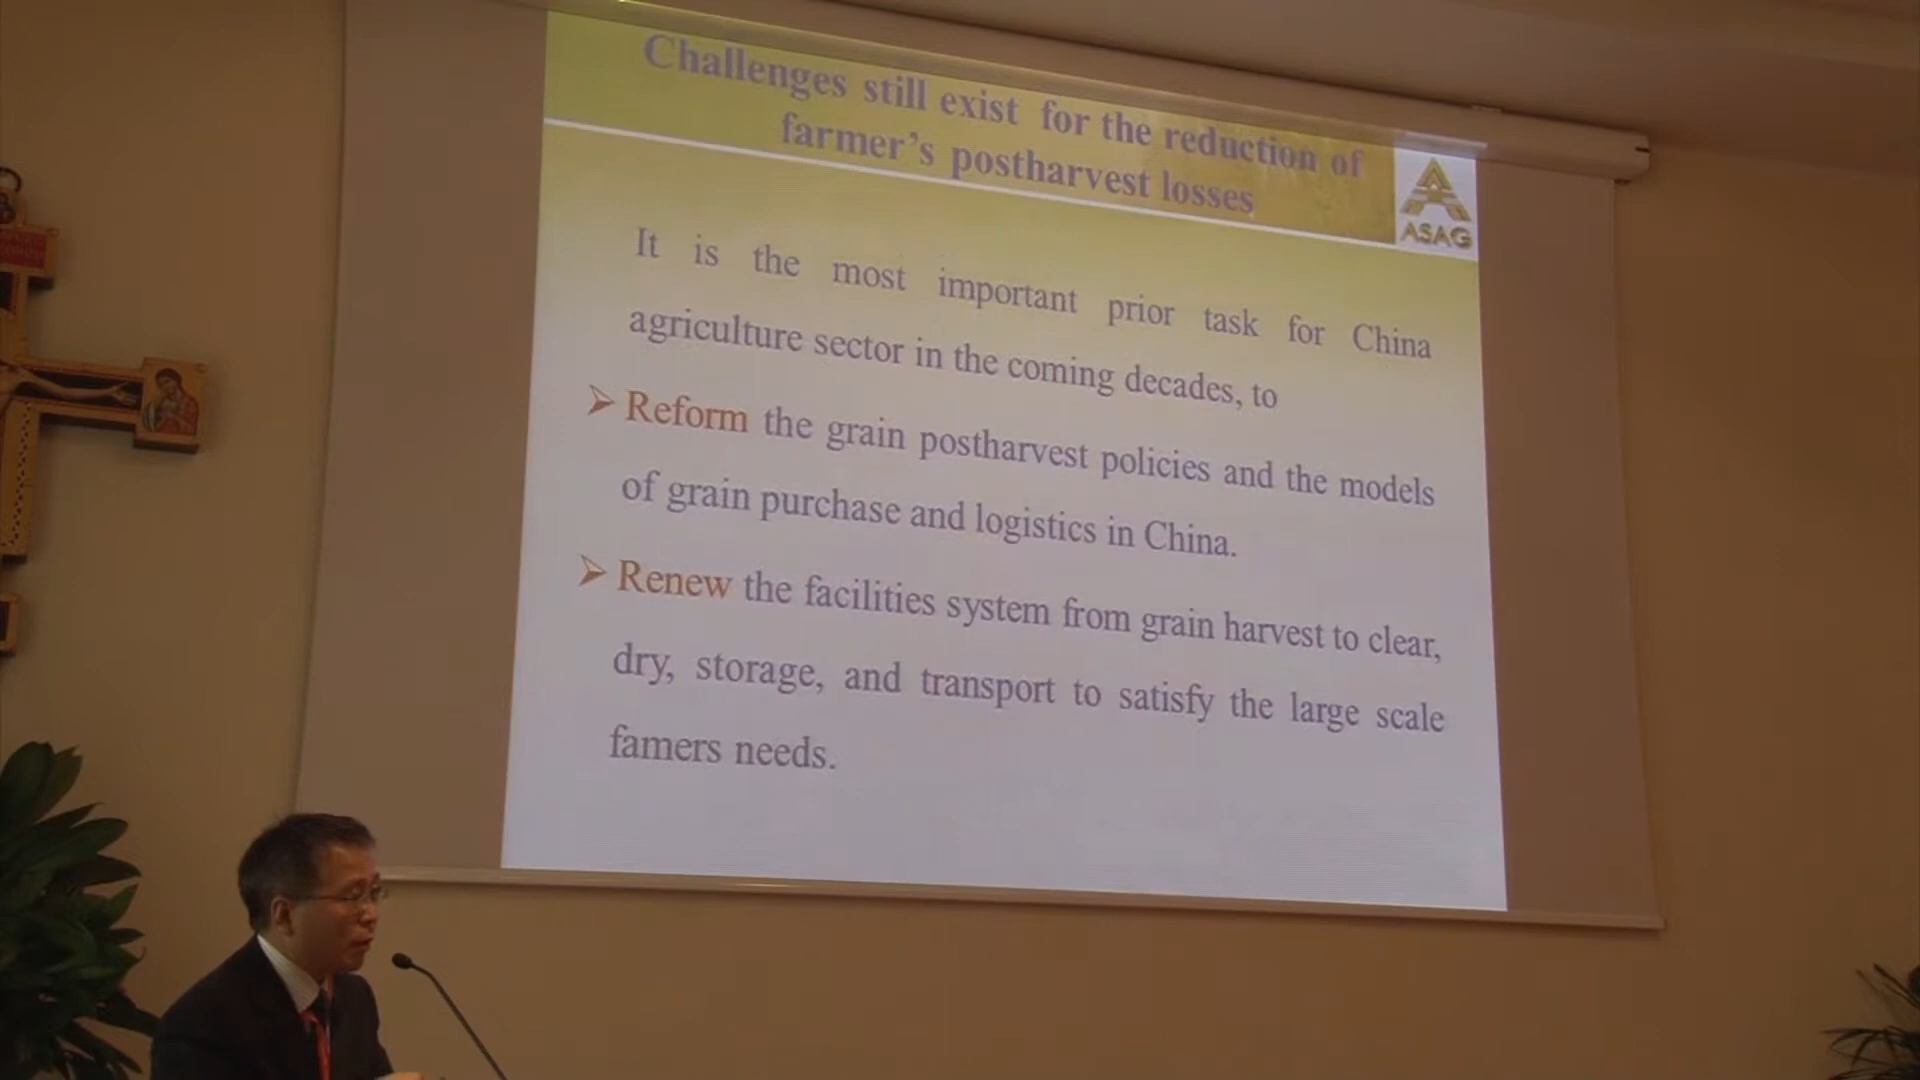 Challenges still exist for the reduction of
farmer's postharvest losses
ASAG
It is the most important prior task for China
agriculture sector in the coming decades, to
➢ Reform the grain postharvest policies and the models
of grain purchase and logistics in China.
➢ Renew the facilities system from grain harvest to clear,
dry, storage, and transport to satisfy the large scale
famers needs.